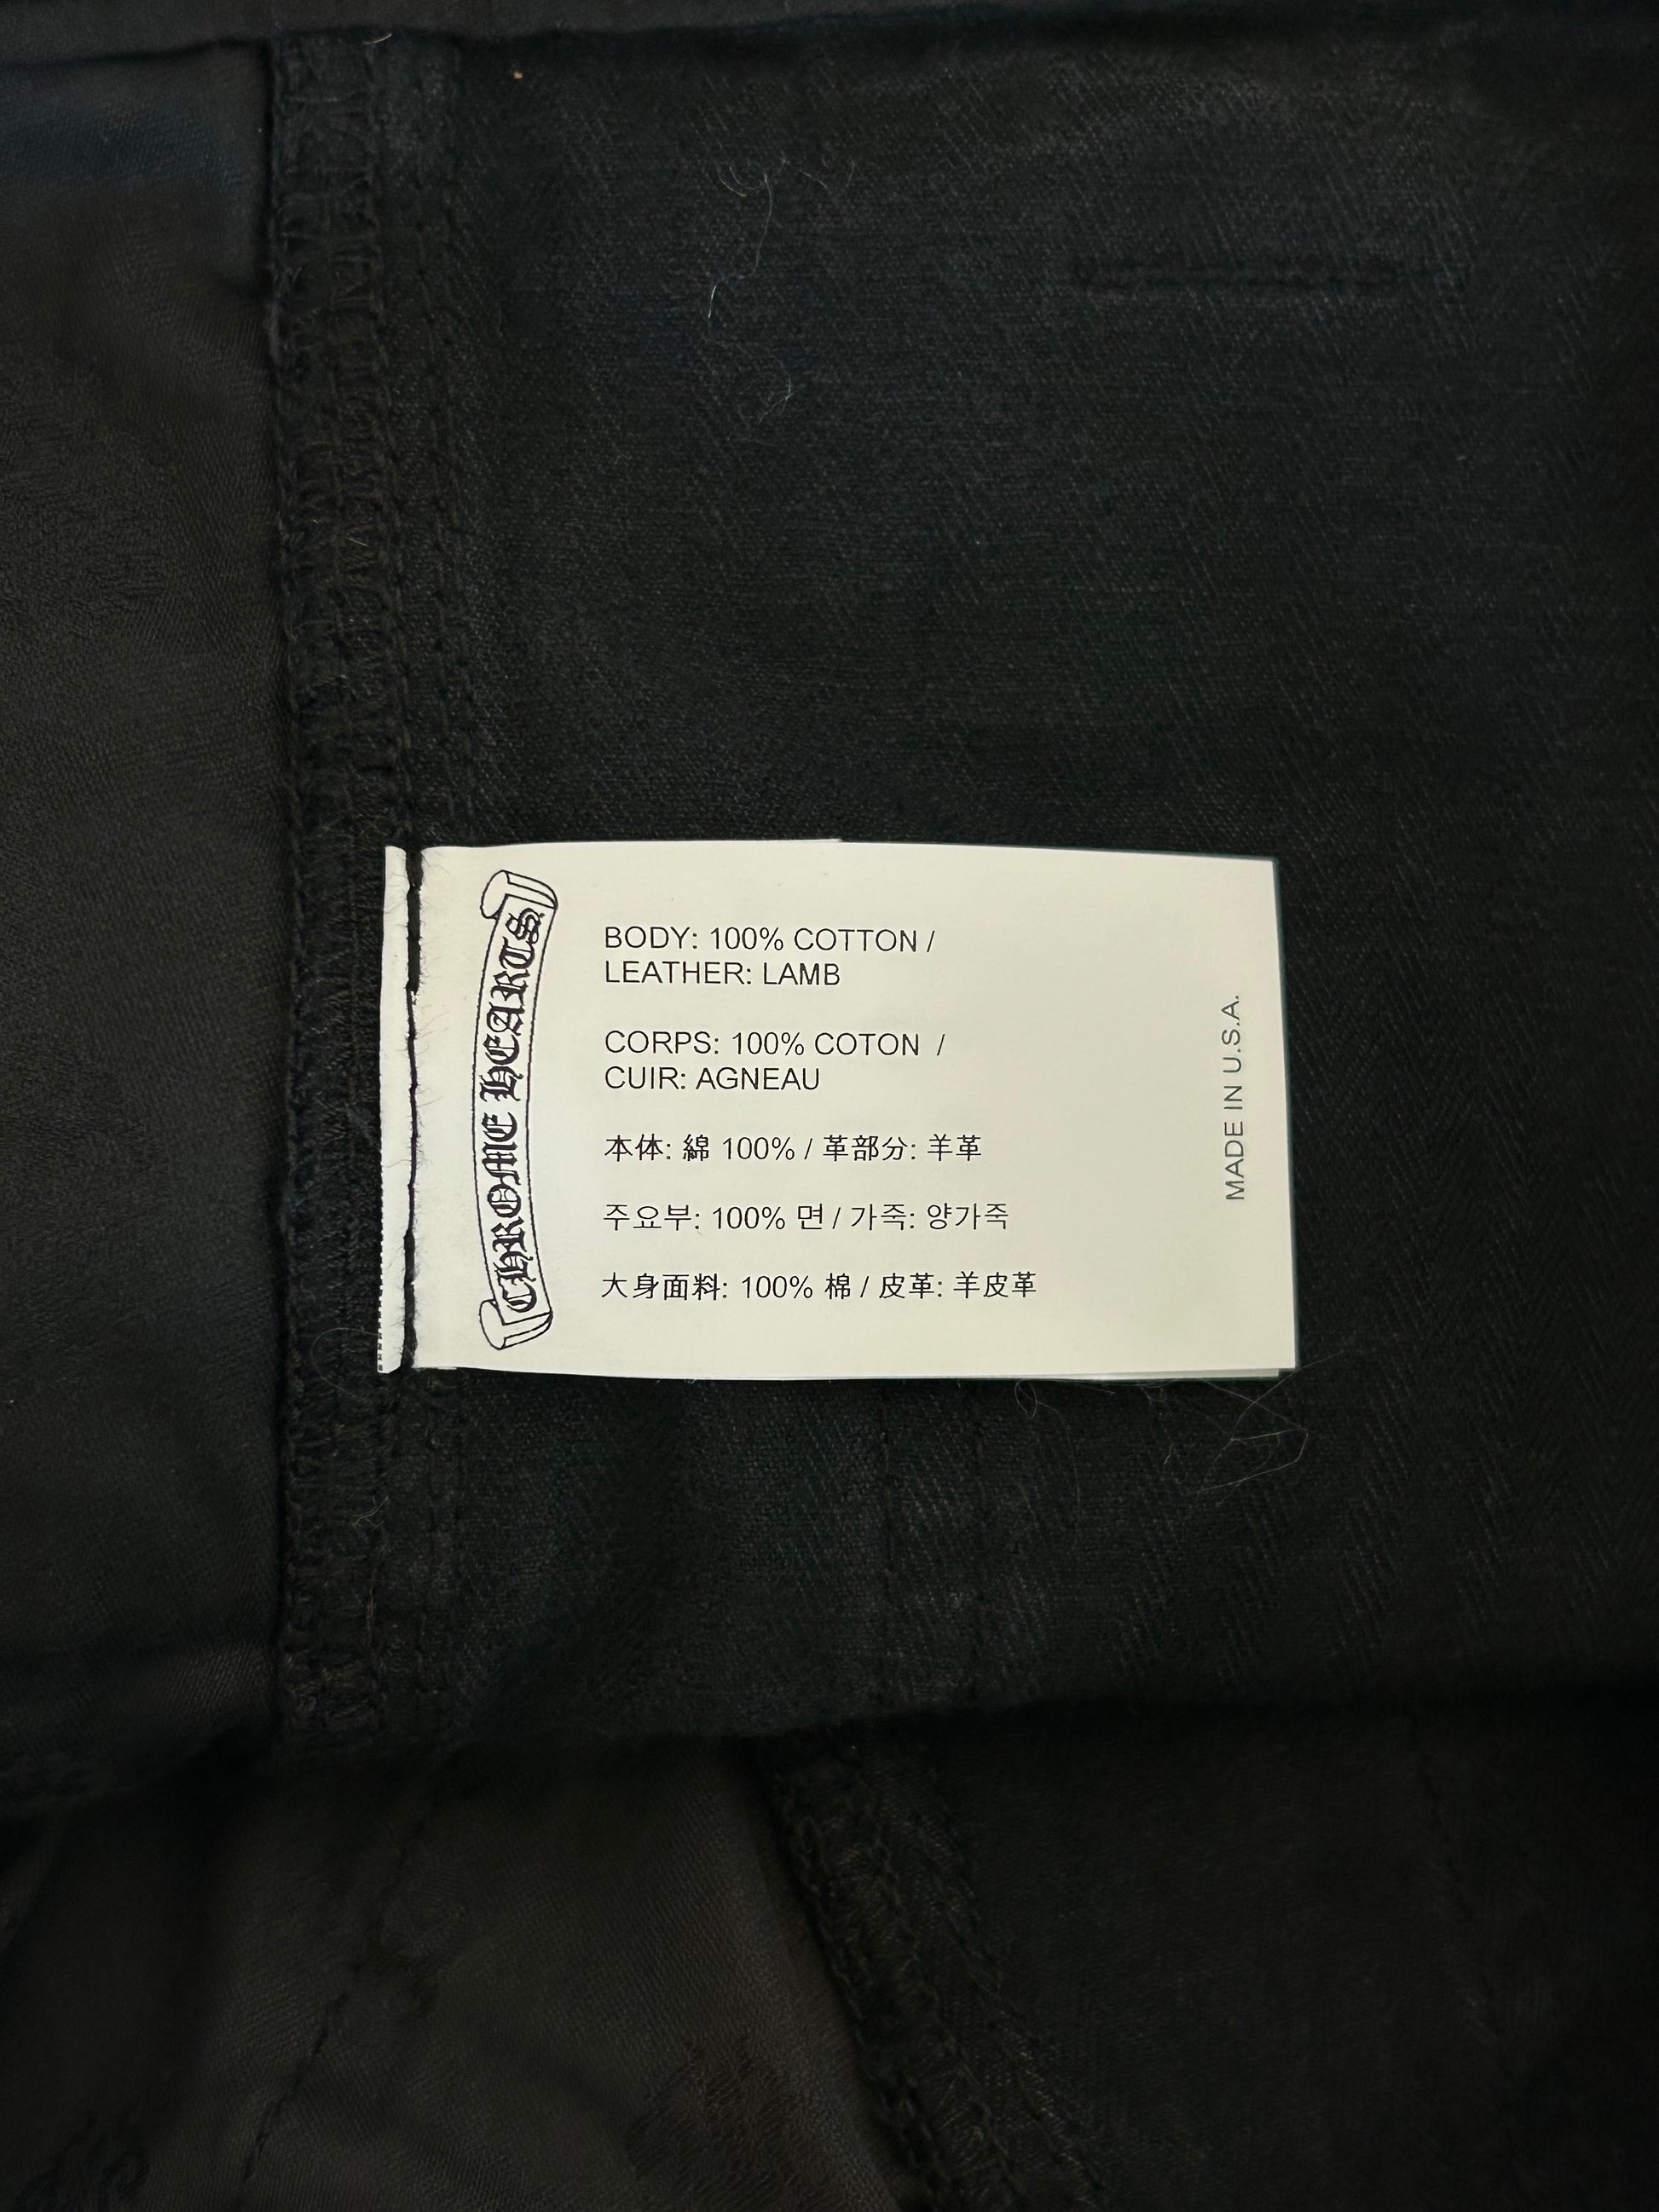 CHROME HEARTS
BODY: 100% COTTON /
LEATHER: LAMB
CORPS: 100% COTON /
CUIR: AGNEAU
本体: 綿 100% / 革部分: 羊革
주요부: 100% 면 / 가죽: 양가죽
大身面料: 100% 棉 / 皮革: 羊皮革
MADE IN U.S.A.